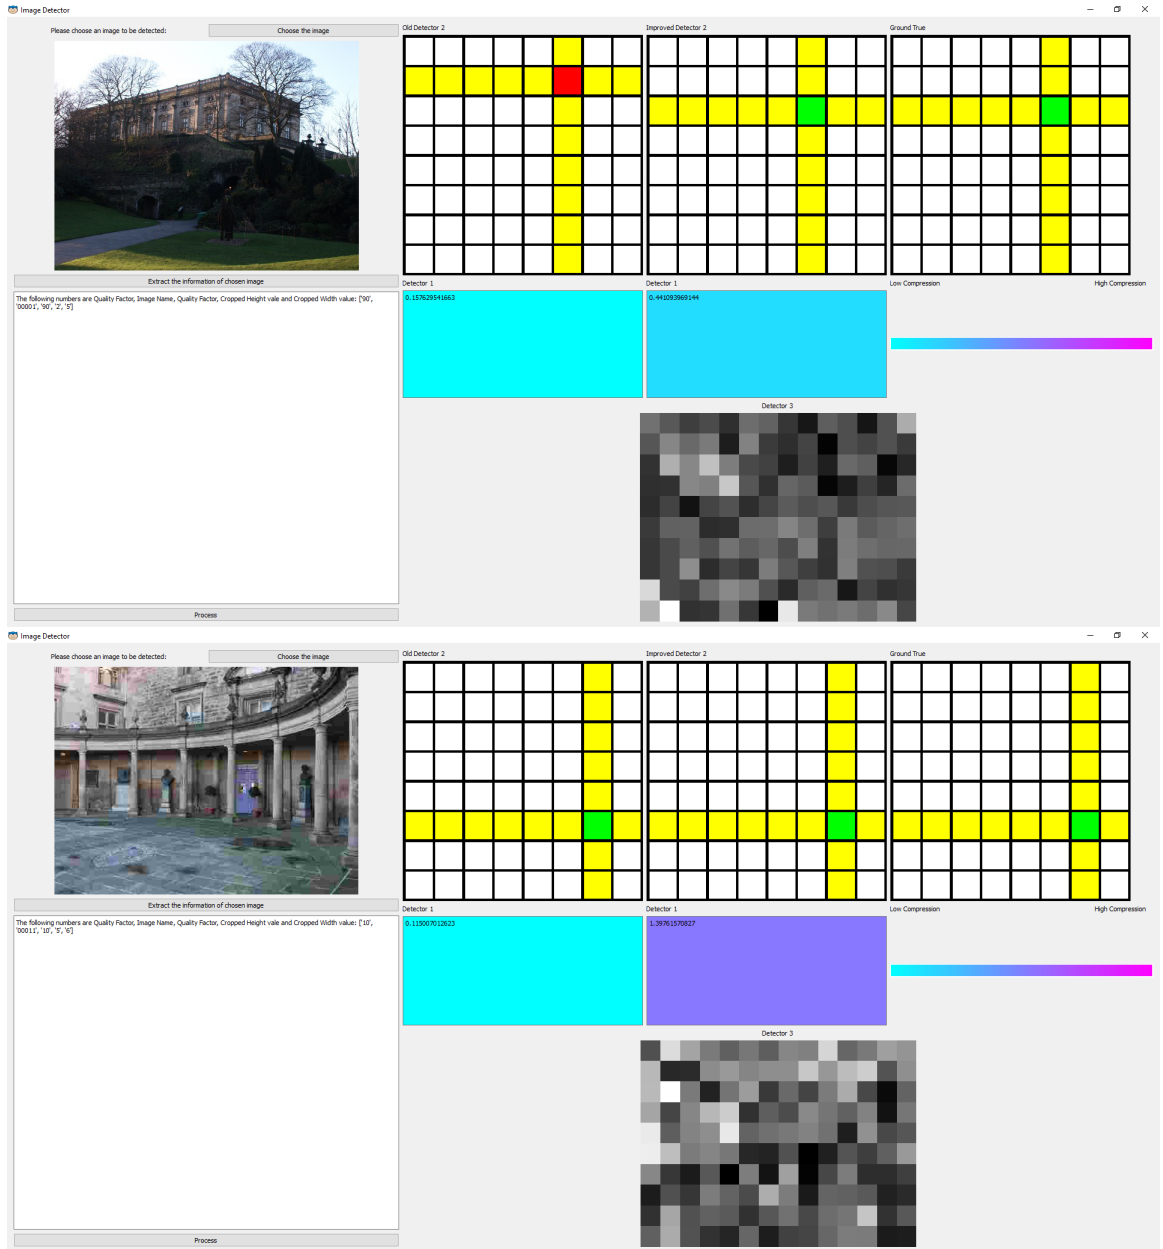 Image Detector
Please choose an image to be detected:
Choose the image
Old Detector 2
Improved Detector 2
Ground True
Extract the information of chosen image
The following numbers are Quality Factor, Image Name, Quality Factor, Cropped Height vale and Cropped Width value: ['90',
'00001', '90', '2', '5']
Detector 1
Detector 1
Low Compression
High Compression
0.157629541663
0.441093969144
Detector 3
Process
Image Detector
Please choose an image to be detected:
Choose the image
Old Detector 2
Improved Detector 2
Ground True
Extract the information of chosen image
The following numbers are Quality Factor, Image Name, Quality Factor, Cropped Height vale and Cropped Width value: ['10',
'00011', '10', '5', '6']
Detector 1
Detector 1
Low Compression
High Compression
0.115007012623
1.39761570827
Detector 3
Process